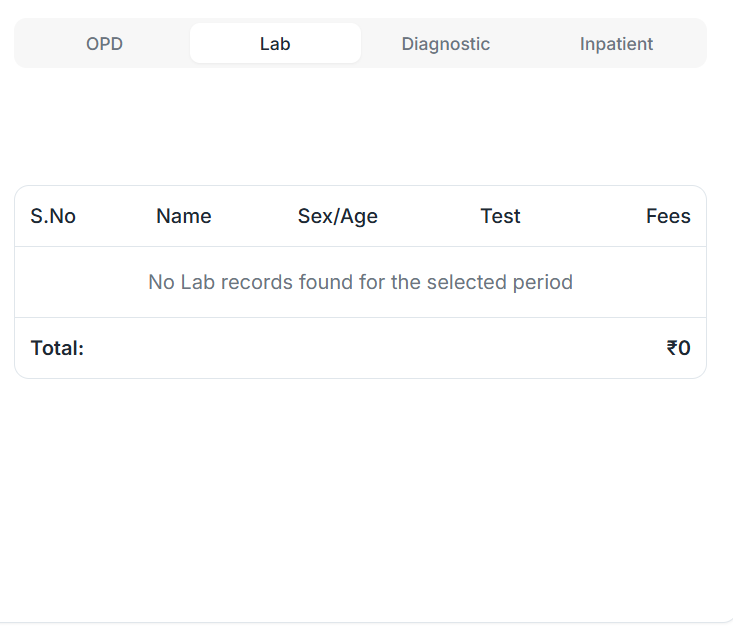 OPD Lab Diagnostic Inpatient
S.No Name Sex/Age Test Fees
No Lab records found for the selected period
Total: ₹0